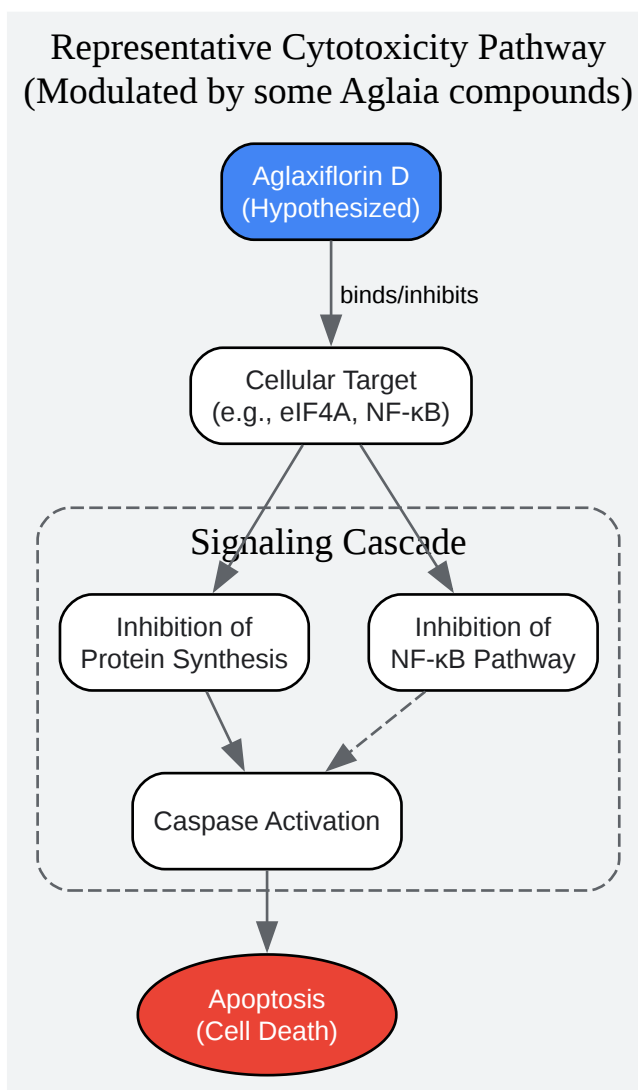 Representative Cytotoxicity Pathway
(Modulated by some Aglaia compounds)
Aglaxiflorin D
(Hypothesized)
binds/inhibits
Cellular Target
(e.g., eIF4A, NF-κB)
Signaling Cascade
Inhibition of
Protein Synthesis
Inhibition of
NF-κB Pathway
Caspase Activation
Apoptosis
(Cell Death)